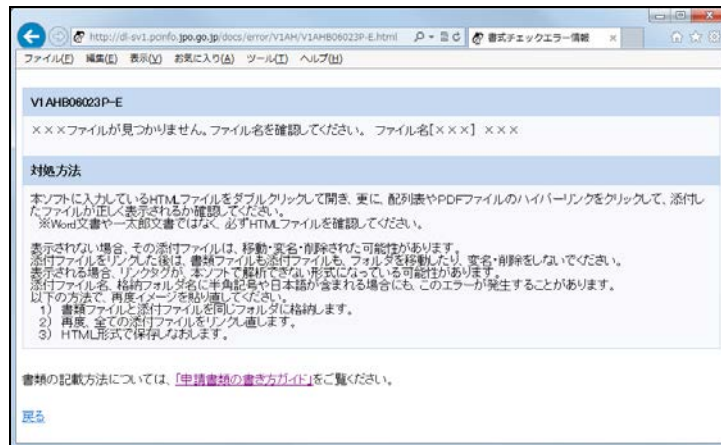 http://dl-sv1.pcinfo.jpo.go.jp/docs/error/V1AH/V1AHB06023P-E.html
書式チェックエラー情報
ファイル(F) 編集(E) 表示(V) お気に入り(A) ツール(T) ヘルプ(H)
V1AHB06023P-E
×××ファイルが見つかりません。ファイル名を確認してください。 ファイル名[×××] ×××
対処方法
本ソフトに入力しているHTMLファイルをダブルクリックして開き、更に、配列表やPDFファイルのハイパーリンクをクリックして、添付し
たファイルが正しく表示されるか確認してください。
※Word文書や一太郎文書ではなく、必ずHTMLファイルを確認してください。
表示されない場合、その添付ファイルは、移動・変名・削除された可能性があります。
添付ファイルをリンクした後は、書類ファイルも添付ファイルも、フォルダを移動したり、変名・削除をしないでください。
表示される場合、リンクタグが、本ソフトで解析できない形式になっている可能性があります。
添付ファイル名、格納フォルダ名に半角記号や日本語が含まれる場合にも、このエラーが発生することがあります。
以下の方法で、再度イメージを貼り直してください。
1) 書類ファイルと添付ファイルを同じフォルダに格納します。
2) 再度、全ての添付ファイルをリンクし直します。
3) HTML形式で保存しなおします。
書類の記載方法については、「申請書類の書き方ガイド」をご覧ください。
戻る